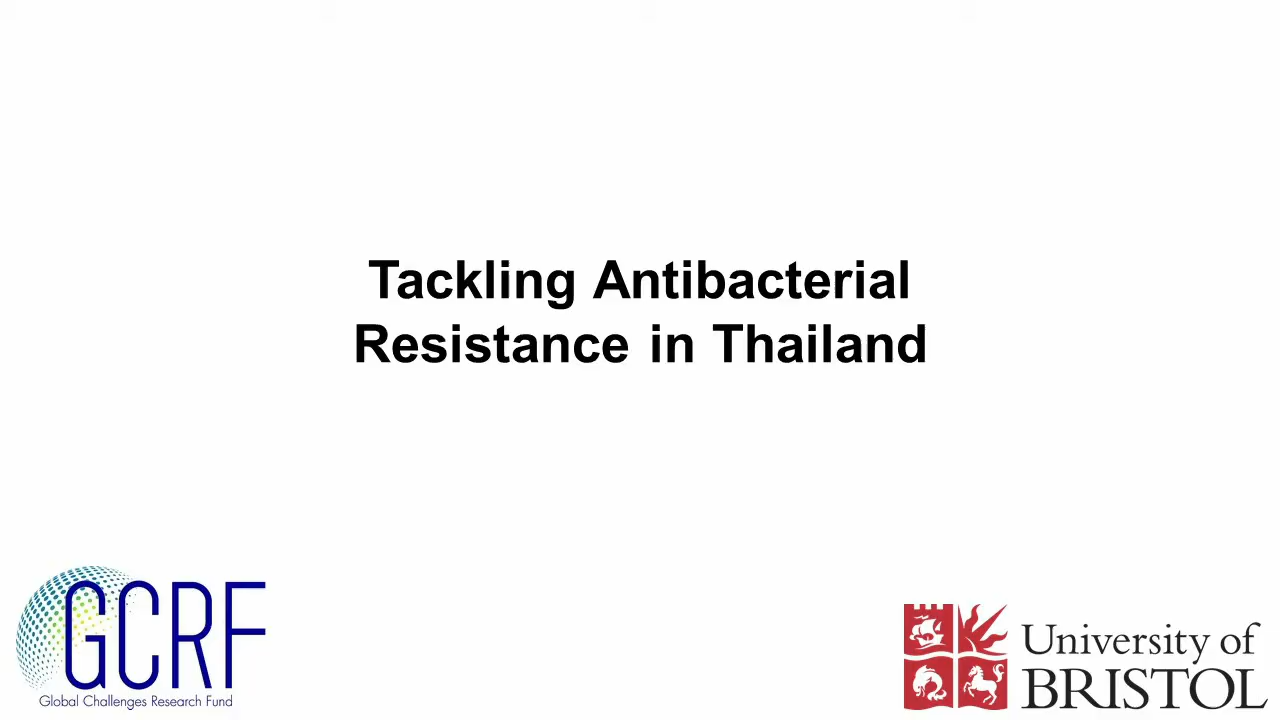 Tackling Antibacterial
Resistance in Thailand
GCRF
Global Challenges Research Fund
University of
BRISTOL